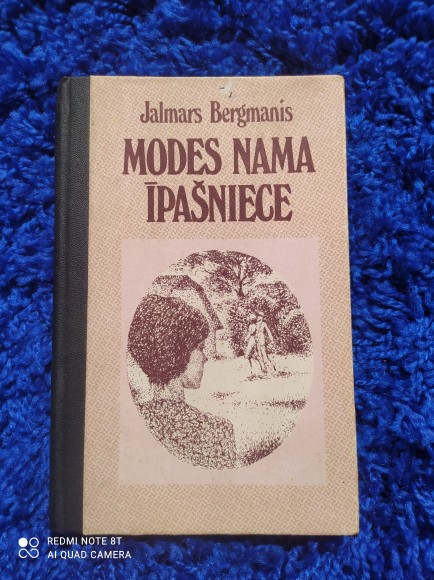 Jalmars Bergmanis
MODES NAMA
ĪPAŠNIECE
REDMI NOTE 8T
AI QUAD CAMERA